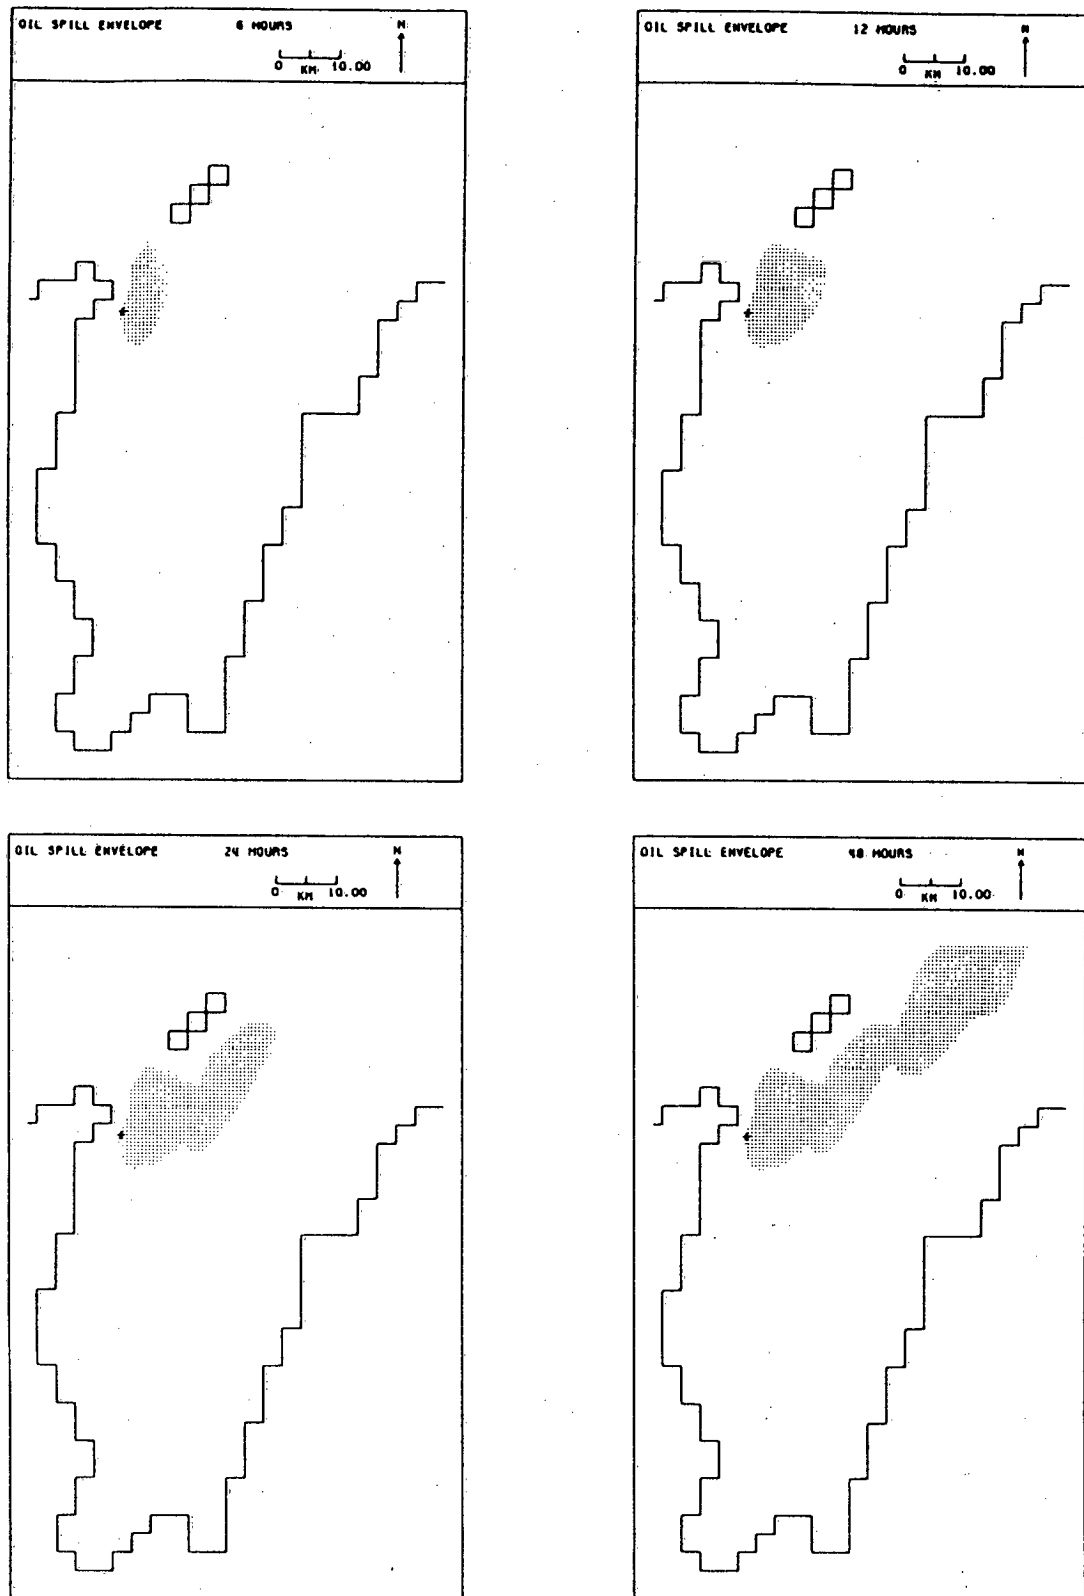 OIL SPILL ENVELOPE 6 HOURS N
0 KM 10.00
OIL SPILL ENVELOPE 12 HOURS N
0 KM 10.00
OIL SPILL ENVELOPE 24 HOURS N
0 KM 10.00
OIL SPILL ENVELOPE 48 HOURS N
0 KM 10.00